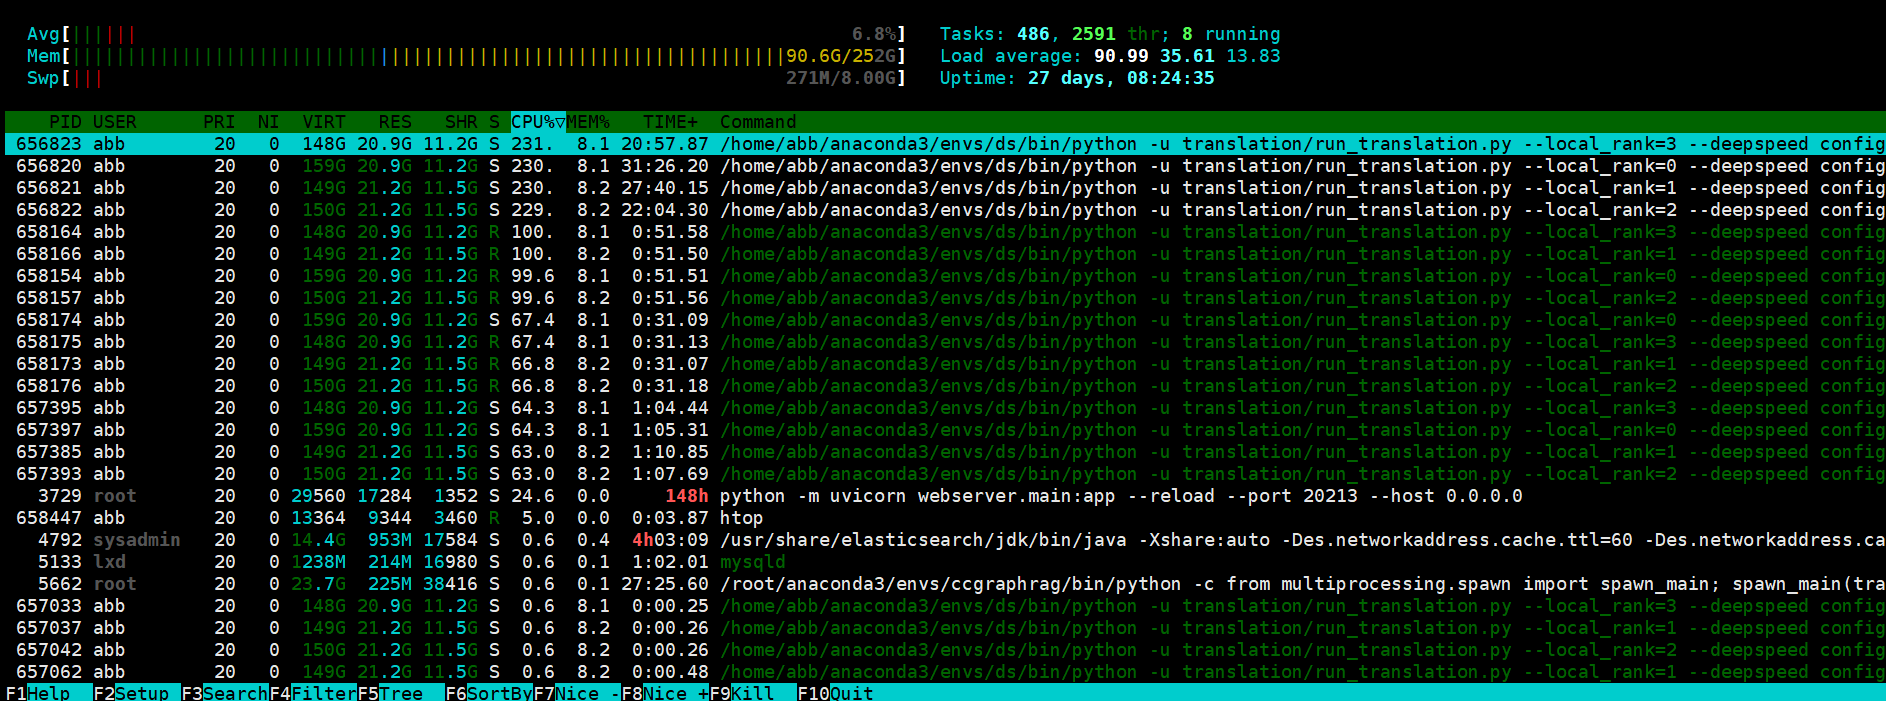 Avg[|||||| 6.8%] Tasks: 486, 2591 thr; 8 running
Mem[||||||||||||||||||||||||||||||||||||||||||||||||||||||||||||||||||90.6G/252G] Load average: 90.99 35.61 13.83
Swp[||| 271M/8.00G] Uptime: 27 days, 08:24:35
PID USER PRI NI VIRT RES SHR S CPU%▽MEM% TIME+ Command
656823 abb 20 0 148G 20.9G 11.2G S 231. 8.1 20:57.87 /home/abb/anaconda3/envs/ds/bin/python -u translation/run_translation.py --local_rank=3 --deepspeed config
656820 abb 20 0 159G 20.9G 11.2G S 230. 8.1 31:26.20 /home/abb/anaconda3/envs/ds/bin/python -u translation/run_translation.py --local_rank=0 --deepspeed config
656821 abb 20 0 149G 21.2G 11.5G S 230. 8.2 27:40.15 /home/abb/anaconda3/envs/ds/bin/python -u translation/run_translation.py --local_rank=1 --deepspeed config
656822 abb 20 0 150G 21.2G 11.5G S 229. 8.2 22:04.30 /home/abb/anaconda3/envs/ds/bin/python -u translation/run_translation.py --local_rank=2 --deepspeed config
658164 abb 20 0 148G 20.9G 11.2G R 100. 8.1 0:51.58 /home/abb/anaconda3/envs/ds/bin/python -u translation/run_translation.py --local_rank=3 --deepspeed config
658166 abb 20 0 149G 21.2G 11.5G R 100. 8.2 0:51.50 /home/abb/anaconda3/envs/ds/bin/python -u translation/run_translation.py --local_rank=1 --deepspeed config
658154 abb 20 0 159G 20.9G 11.2G R 99.6 8.1 0:51.51 /home/abb/anaconda3/envs/ds/bin/python -u translation/run_translation.py --local_rank=0 --deepspeed config
658157 abb 20 0 150G 21.2G 11.5G R 99.6 8.2 0:51.56 /home/abb/anaconda3/envs/ds/bin/python -u translation/run_translation.py --local_rank=2 --deepspeed config
658174 abb 20 0 159G 20.9G 11.2G S 67.4 8.1 0:31.09 /home/abb/anaconda3/envs/ds/bin/python -u translation/run_translation.py --local_rank=0 --deepspeed config
658175 abb 20 0 148G 20.9G 11.2G R 67.4 8.1 0:31.13 /home/abb/anaconda3/envs/ds/bin/python -u translation/run_translation.py --local_rank=3 --deepspeed config
658173 abb 20 0 149G 21.2G 11.5G R 66.8 8.2 0:31.07 /home/abb/anaconda3/envs/ds/bin/python -u translation/run_translation.py --local_rank=1 --deepspeed config
658176 abb 20 0 150G 21.2G 11.5G R 66.8 8.2 0:31.18 /home/abb/anaconda3/envs/ds/bin/python -u translation/run_translation.py --local_rank=2 --deepspeed config
657395 abb 20 0 148G 20.9G 11.2G S 64.3 8.1 1:04.44 /home/abb/anaconda3/envs/ds/bin/python -u translation/run_translation.py --local_rank=3 --deepspeed config
657397 abb 20 0 159G 20.9G 11.2G S 64.3 8.1 1:05.31 /home/abb/anaconda3/envs/ds/bin/python -u translation/run_translation.py --local_rank=0 --deepspeed config
657385 abb 20 0 149G 21.2G 11.5G S 63.0 8.2 1:10.85 /home/abb/anaconda3/envs/ds/bin/python -u translation/run_translation.py --local_rank=1 --deepspeed config
657393 abb 20 0 150G 21.2G 11.5G S 63.0 8.2 1:07.69 /home/abb/anaconda3/envs/ds/bin/python -u translation/run_translation.py --local_rank=2 --deepspeed config
3729 root 20 0 29560 17284 1352 S 24.6 0.0 148h python -m uvicorn webserver.main:app --reload --port 20213 --host 0.0.0.0
658447 abb 20 0 13364 9344 3460 R 5.0 0.0 0:03.87 htop
4792 sysadmin 20 0 14.4G 953M 17584 S 0.6 0.4 4h03:09 /usr/share/elasticsearch/jdk/bin/java -Xshare:auto -Des.networkaddress.cache.ttl=60 -Des.networkaddress.ca
5133 lxd 20 0 1238M 214M 16980 S 0.6 0.1 1:02.01 mysqld
5662 root 20 0 23.7G 225M 38416 S 0.6 0.1 27:25.60 /root/anaconda3/envs/ccgraphrag/bin/python -c from multiprocessing.spawn import spawn_main; spawn_main(tra
657033 abb 20 0 148G 20.9G 11.2G S 0.6 8.1 0:00.25 /home/abb/anaconda3/envs/ds/bin/python -u translation/run_translation.py --local_rank=3 --deepspeed config
657037 abb 20 0 149G 21.2G 11.5G S 0.6 8.2 0:00.26 /home/abb/anaconda3/envs/ds/bin/python -u translation/run_translation.py --local_rank=1 --deepspeed config
657042 abb 20 0 150G 21.2G 11.5G S 0.6 8.2 0:00.26 /home/abb/anaconda3/envs/ds/bin/python -u translation/run_translation.py --local_rank=2 --deepspeed config
657062 abb 20 0 149G 21.2G 11.5G S 0.6 8.2 0:00.48 /home/abb/anaconda3/envs/ds/bin/python -u translation/run_translation.py --local_rank=1 --deepspeed config
F1Help F2Setup F3SearchF4FilterF5Tree F6SortByF7Nice -F8Nice +F9Kill F10Quit